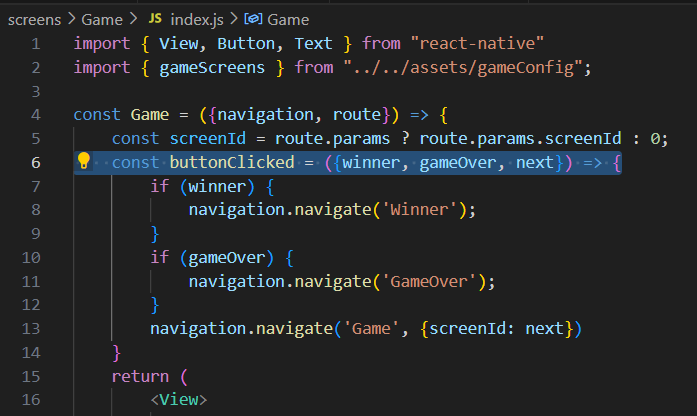 screens > Game > JS index.js > Game
1 import { View, Button, Text } from "react-native"
2 import { gameScreens } from "../../assets/gameConfig";
3
4 const Game = ({navigation, route}) => {
5     const screenId = route.params ? route.params.screenId : 0;
6     const buttonClicked = ({winner, gameOver, next}) => {
7         if (winner) {
8             navigation.navigate('Winner');
9         }
10         if (gameOver) {
11             navigation.navigate('GameOver');
12         }
13         navigation.navigate('Game', {screenId: next})
14     }
15     return (
16         <View>